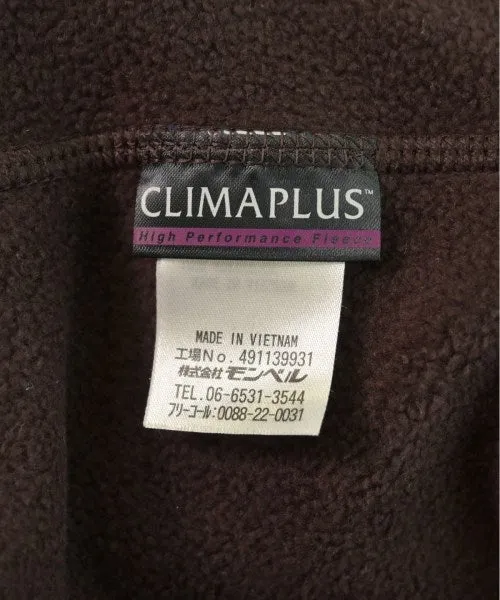 CLIMAPLUS™
High Performance Fleece
MADE IN VIETNAM
工場No. 491139931
株式会社 モンベル
TEL.06-6531-3544
フリーコール:0088-22-0031